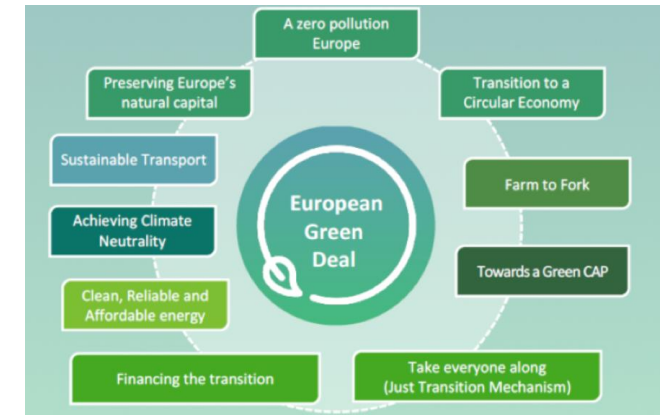 A zero pollution
Europe
Preserving Europe's
natural capital
Transition to a
Circular Economy
Sustainable Transport
Farm to Fork
European
Green
Deal
Achieving Climate
Neutrality
Towards a Green CAP
Clean, Reliable and
Affordable energy
Financing the transition
Take everyone along
(Just Transition Mechanism)